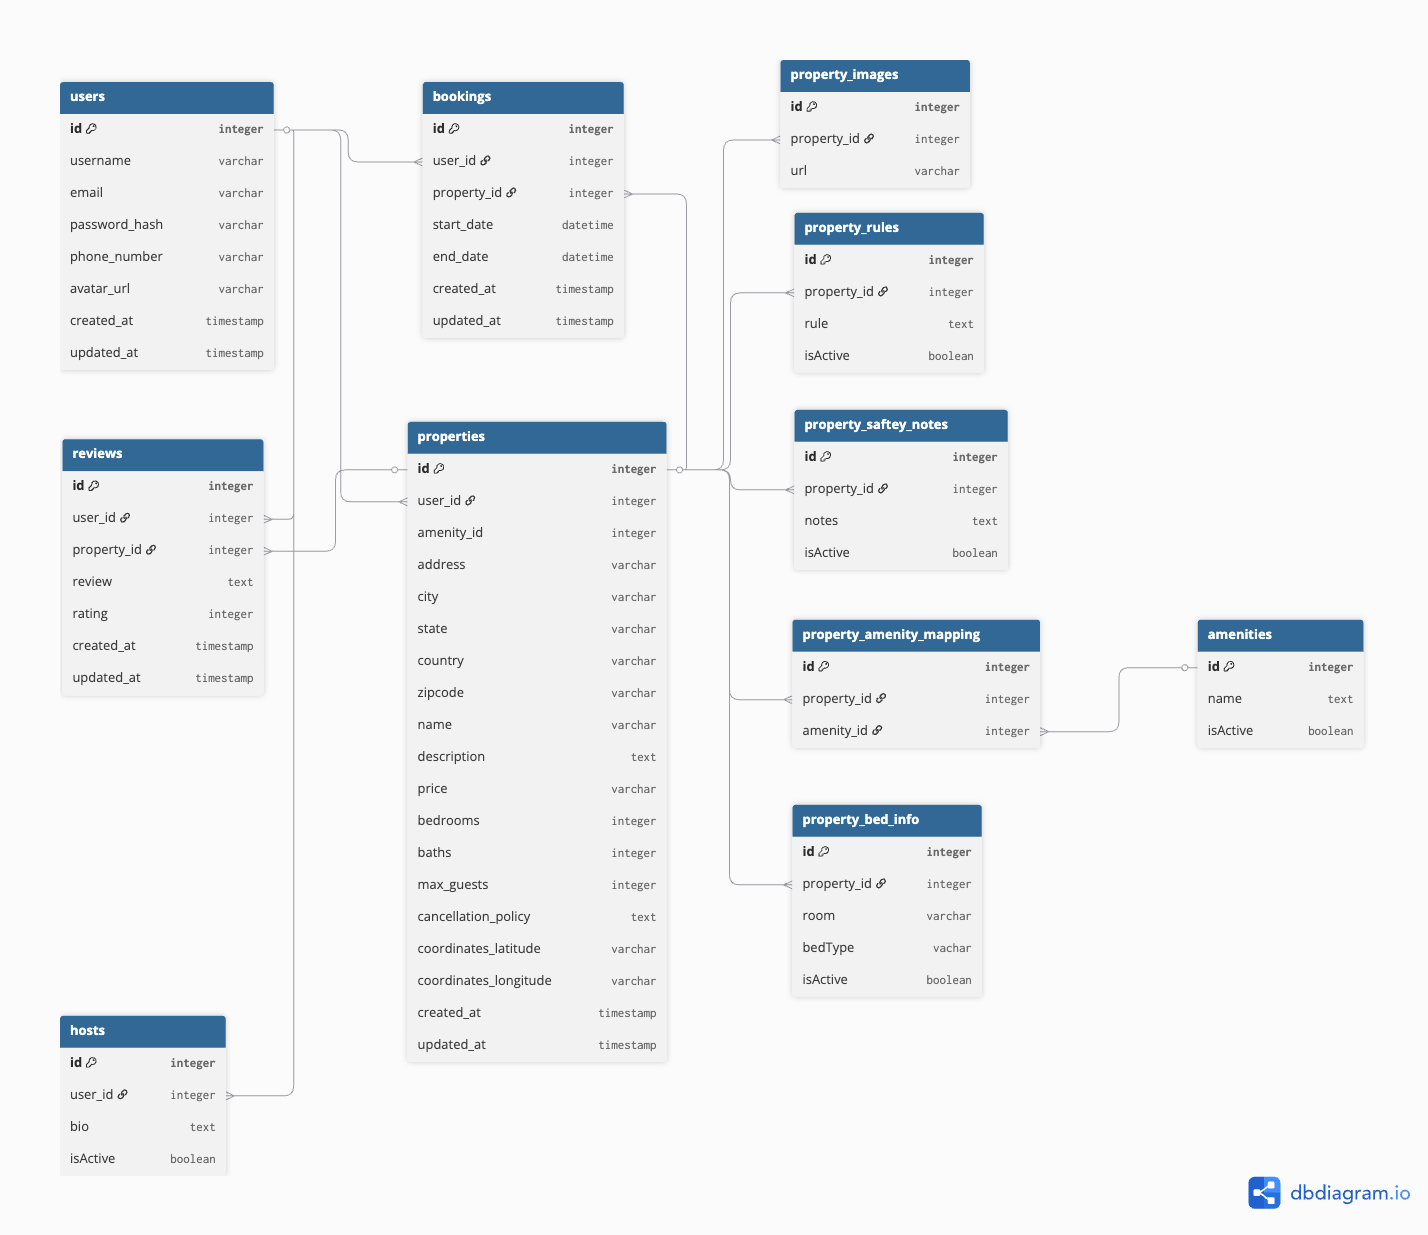 users
id integer
username varchar
email varchar
password_hash varchar
phone_number varchar
avatar_url varchar
created_at timestamp
updated_at timestamp
bookings
id integer
user_id integer
property_id integer
start_date datetime
end_date datetime
created_at timestamp
updated_at timestamp
property_images
id integer
property_id integer
url varchar
property_rules
id integer
property_id integer
rule text
isActive boolean
reviews
id integer
user_id integer
property_id integer
review text
rating integer
created_at timestamp
updated_at timestamp
properties
id integer
user_id integer
amenity_id integer
address varchar
city varchar
state varchar
country varchar
zipcode varchar
name varchar
description text
price varchar
bedrooms integer
baths integer
max_guests integer
cancellation_policy text
coordinates_latitude varchar
coordinates_longitude varchar
created_at timestamp
updated_at timestamp
property_saftey_notes
id integer
property_id integer
notes text
isActive boolean
property_amenity_mapping
id integer
property_id integer
amenity_id integer
amenities
id integer
name text
isActive boolean
property_bed_info
id integer
property_id integer
room varchar
bedType vachar
isActive boolean
hosts
id integer
user_id integer
bio text
isActive boolean
dbdiagram.io